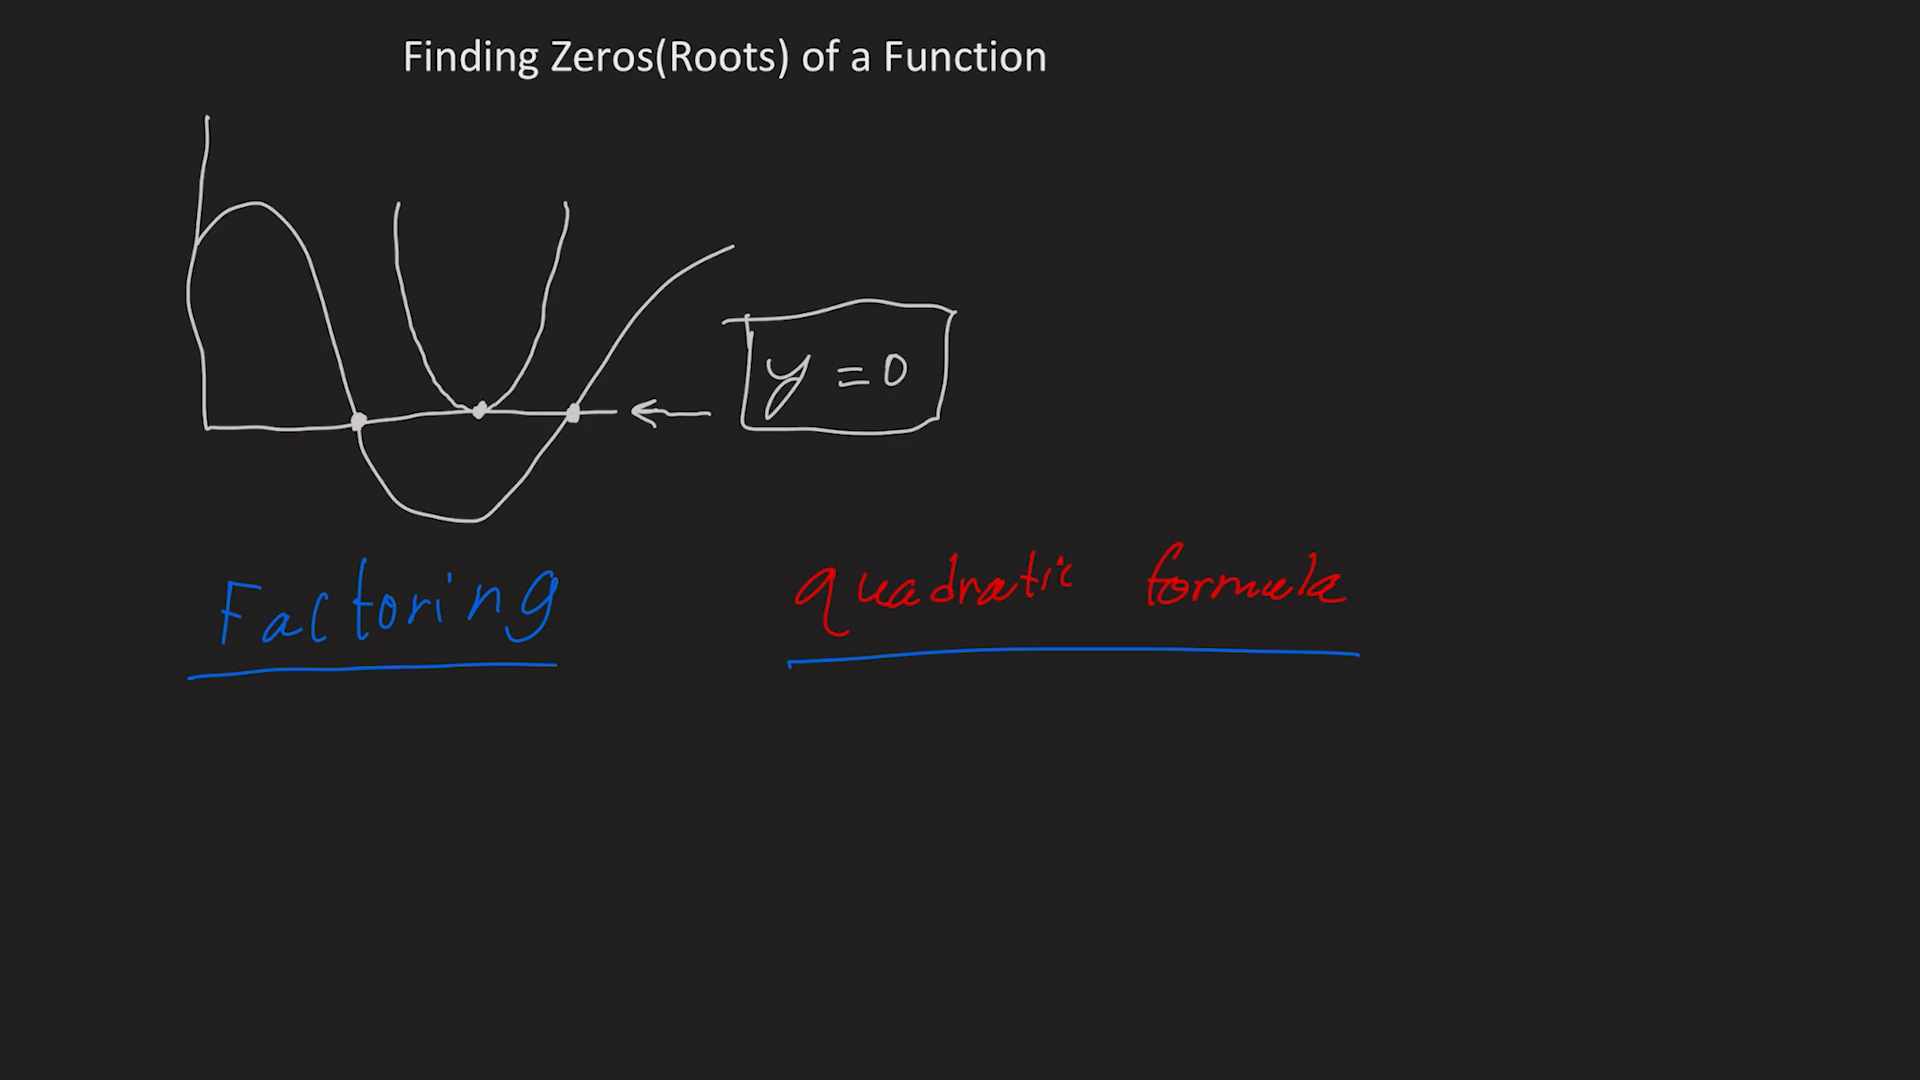 Finding Zeros(Roots) of a Function
y = 0
Factoring
quadratic formula